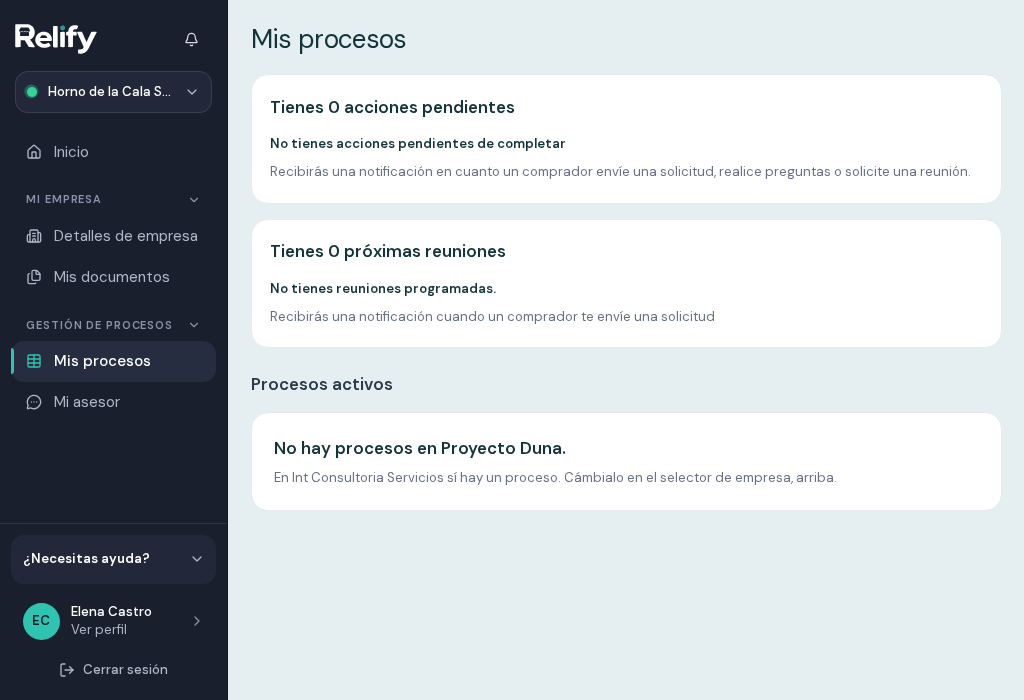 Relify
Horno de la Cala S...
Inicio
MI EMPRESA
Detalles de empresa
Mis documentos
GESTIÓN DE PROCESOS
Mis procesos
Mi asesor
¿Necesitas ayuda?
EC
Elena Castro
Ver perfil
Cerrar sesión
Mis procesos
Tienes 0 acciones pendientes
No tienes acciones pendientes de completar
Recibirás una notificación en cuanto un comprador envíe una solicitud, realice preguntas o solicite una reunión.
Tienes 0 próximas reuniones
No tienes reuniones programadas.
Recibirás una notificación cuando un comprador te envíe una solicitud
Procesos activos
No hay procesos en Proyecto Duna.
En Int Consultoria Servicios sí hay un proceso. Cámbialo en el selector de empresa, arriba.